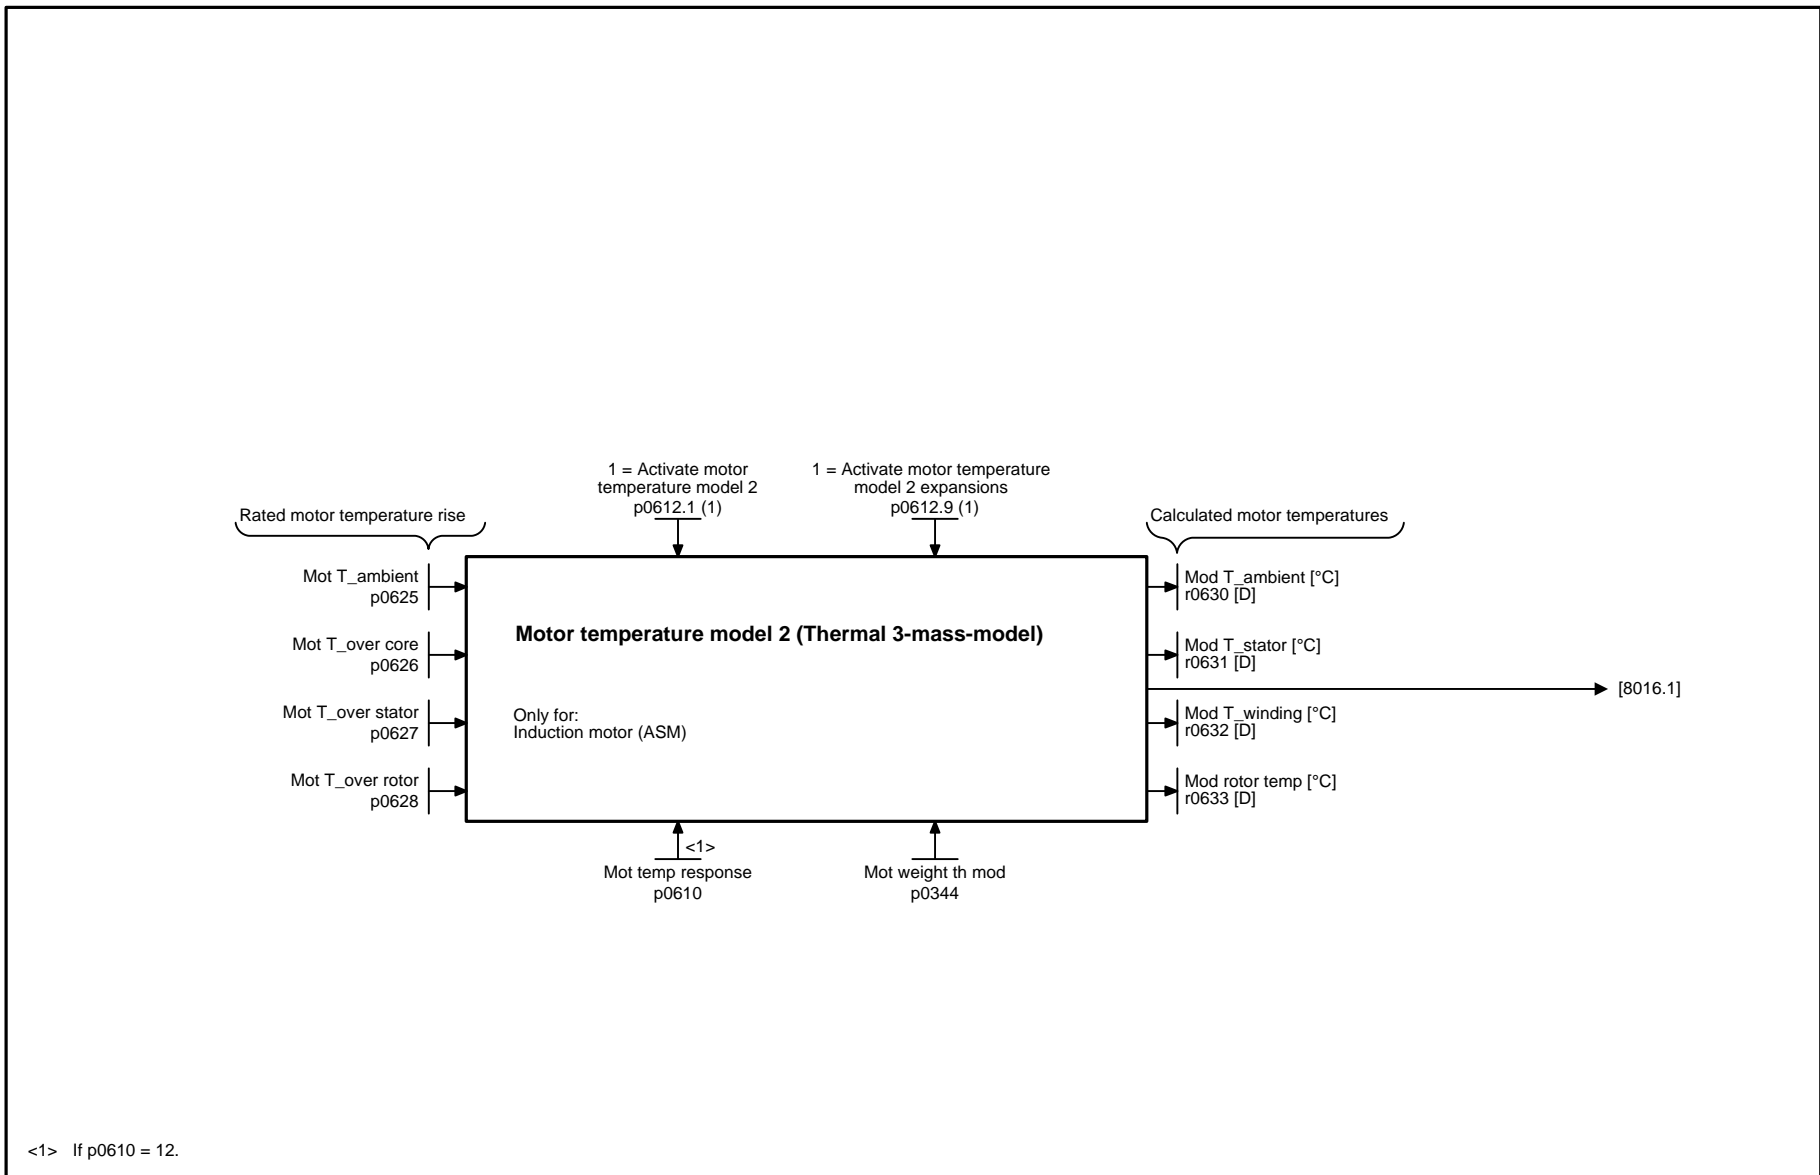 1 = Activate motor
temperature model 2
p0612.1 (1)
1 = Activate motor temperature
model 2 expansions
p0612.9 (1)
Rated motor temperature rise
Calculated motor temperatures
Mot T_ambient
p0625
Mot T_over core
p0626
Mot T_over stator
p0627
Mot T_over rotor
p0628
Motor temperature model 2 (Thermal 3-mass-model)
Only for:
Induction motor (ASM)
Mod T_ambient [°C]
r0630 [D]
Mod T_stator [°C]
r0631 [D]
[8016.1]
Mod T_winding [°C]
r0632 [D]
Mod rotor temp [°C]
r0633 [D]
<1>
Mot temp response
p0610
Mot weight th mod
p0344
<1> If p0610 = 12.